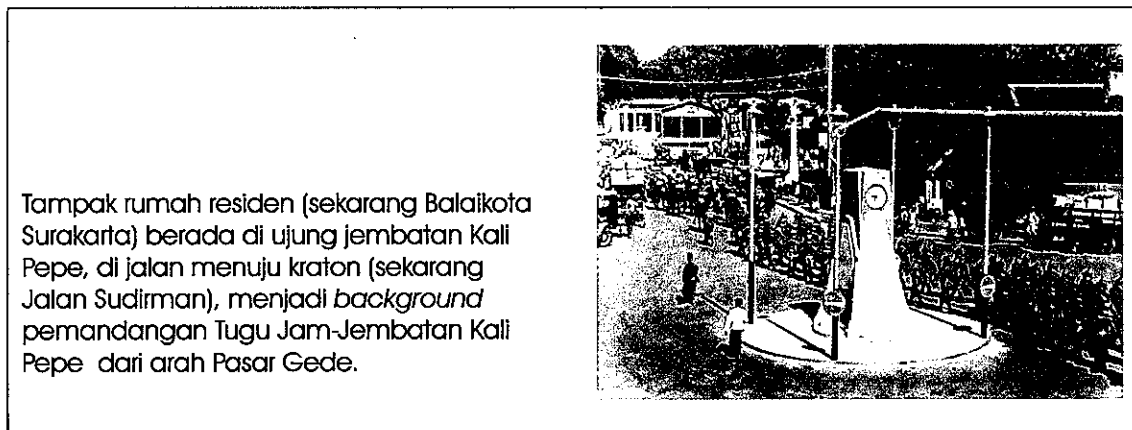 Tampak rumah residen (sekarang Balaikota
Surakarta) berada di ujung jembatan Kali
Pepe, di jalan menuju kraton (sekarang
Jalan Sudirman), menjadi background
pemandangan Tugu Jam-Jembatan Kali
Pepe dari arah Pasar Gede.